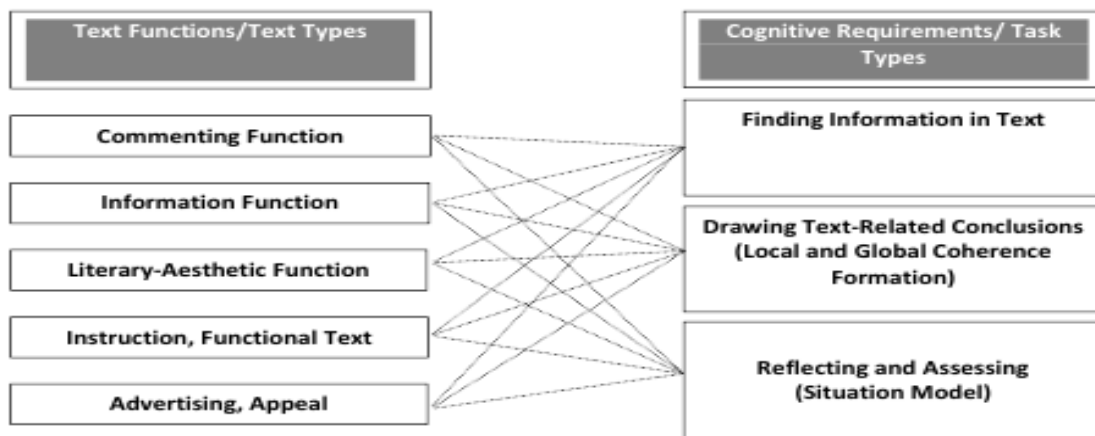 Text Functions/Text Types
Commenting Function
Information Function
Literary-Aesthetic Function
Instruction, Functional Text
Advertising, Appeal
Cognitive Requirements/ Task
Types
Finding Information in Text
Drawing Text-Related Conclusions
(Local and Global Coherence
Formation)
Reflecting and Assessing
(Situation Model)